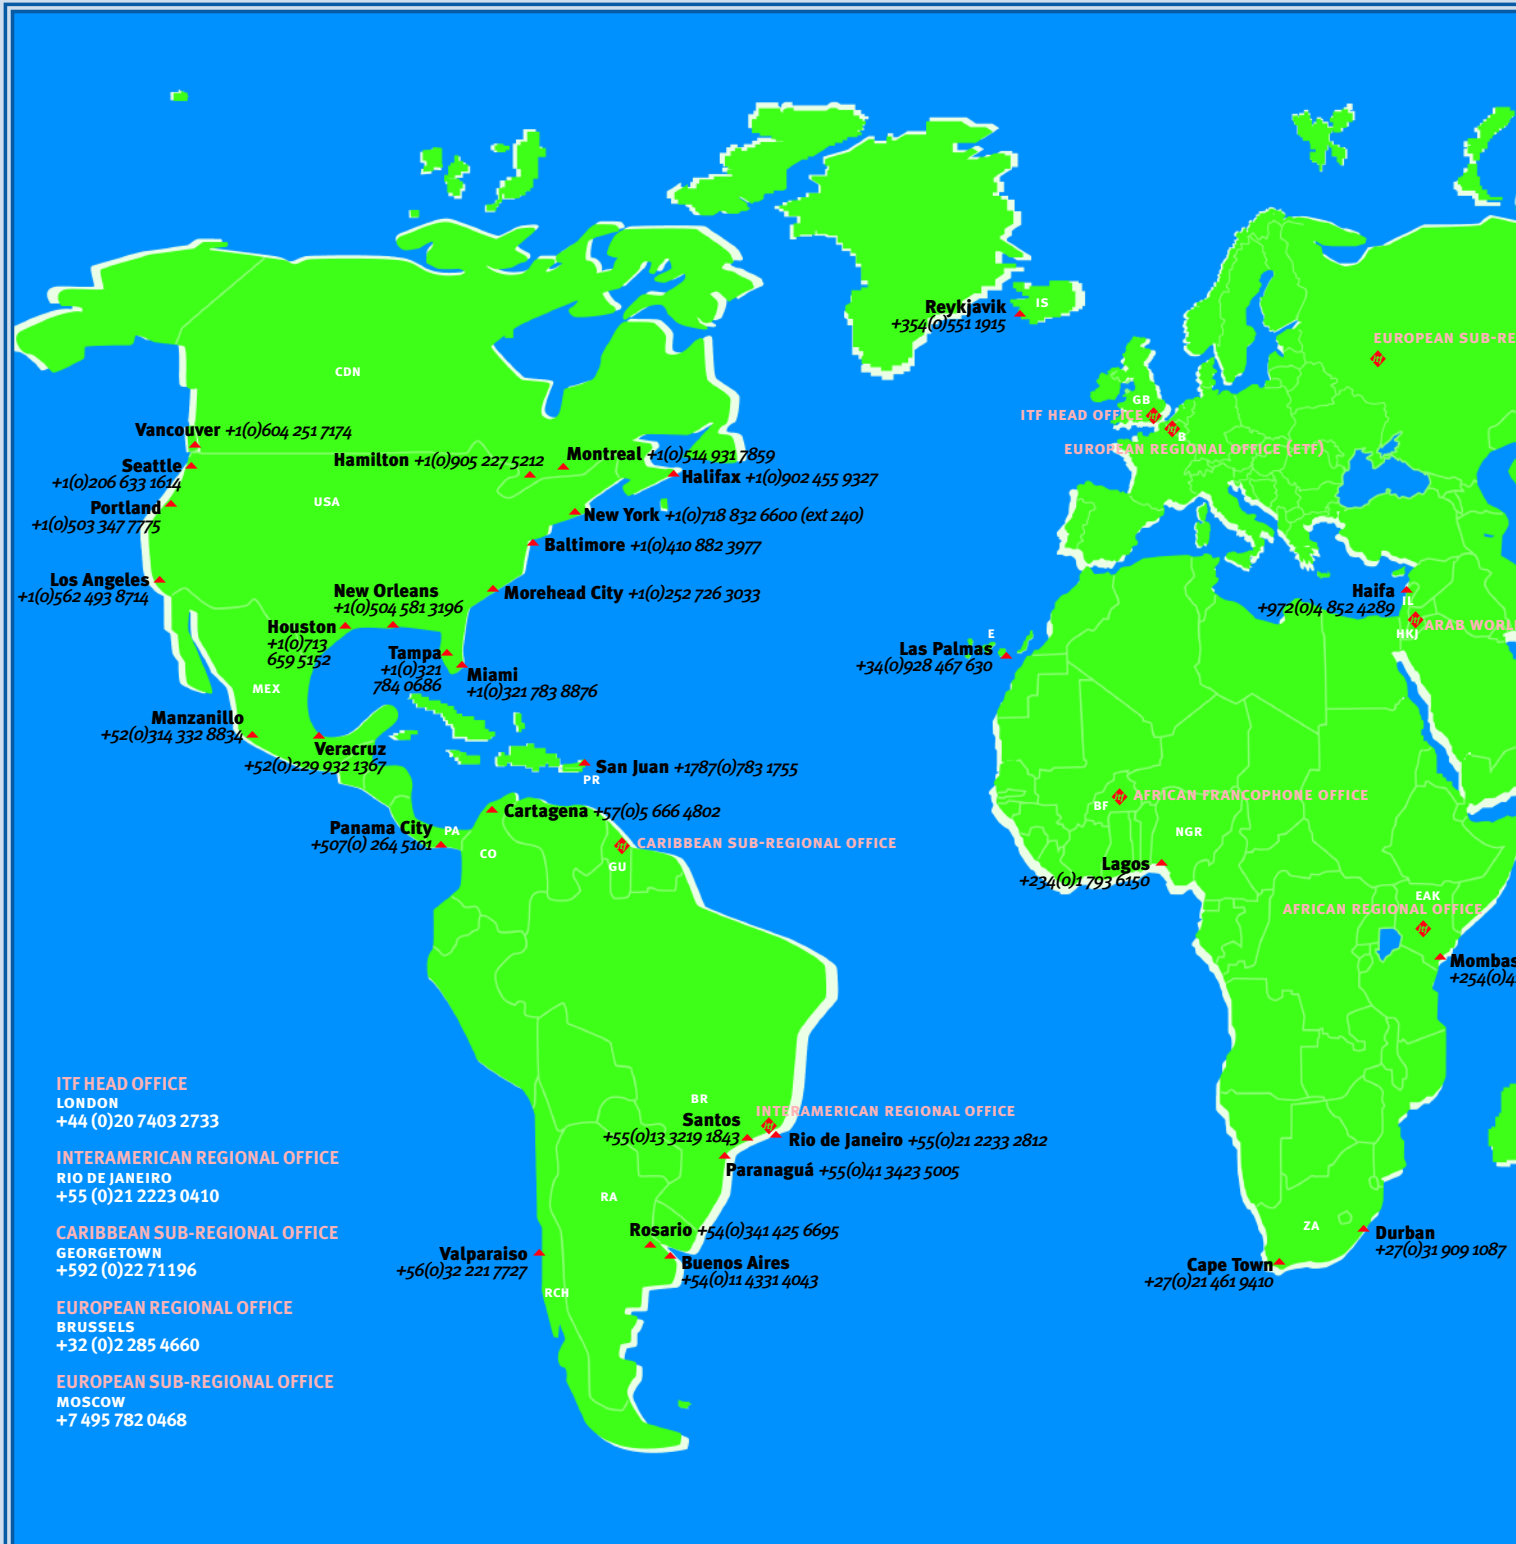 Reykjavik
+354(0)551 1915
IS
EUROPEAN SUB-RE
CDN
GB
ITF HEAD OFFICE
B
EUROPEAN REGIONAL OFFICE (ETF)
Vancouver +1(0)604 251 7174
Seattle
+1(0)206 633 1614
Hamilton +1(0)905 227 5212
Montreal +1(0)514 931 7859
Halifax +1(0)902 455 9327
Portland
+1(0)503 347 7775
USA
New York +1(0)718 832 6600 (ext 240)
Baltimore +1(0)410 882 3977
Los Angeles
+1(0)562 493 8714
New Orleans
+1(0)504 581 3196
Morehead City +1(0)252 726 3033
Houston
+1(0)713
659 5152
Tampa
+1(0)321
784 0686
Miami
+1(0)321 783 8876
Haifa
+972(0)4 852 4289
IL
ARAB WORL
HKJ
E
Las Palmas
+34(0)928 467 630
MEX
Manzanillo
+52(0)314 332 8834
Veracruz
+52(0)229 932 1367
San Juan +1787(0)783 1755
PR
Cartagena +57(0)5 666 4802
Panama City
+507(0) 264 5101
PA
CO
CARIBBEAN SUB-REGIONAL OFFICE
GU
AFRICAN FRANCOPHONE OFFICE
BF
NGR
Lagos
+234(0)1 793 6150
EAK
AFRICAN REGIONAL OFFICE
Mombas
+254(0)4
BR
INTERAMERICAN REGIONAL OFFICE
Santos
+55(0)13 3219 1843
Rio de Janeiro +55(0)21 2233 2812
Paranaguá +55(0)41 3423 5005
RA
Rosario +54(0)341 425 6695
Valparaiso
+56(0)32 221 7727
Buenos Aires
+54(0)11 4331 4043
RCH
ZA
Durban
+27(0)31 909 1087
Cape Town
+27(0)21 461 9410
ITF HEAD OFFICE
LONDON
+44 (0)20 7403 2733
INTERAMERICAN REGIONAL OFFICE
RIO DE JANEIRO
+55 (0)21 2223 0410
CARIBBEAN SUB-REGIONAL OFFICE
GEORGETOWN
+592 (0)22 71196
EUROPEAN REGIONAL OFFICE
BRUSSELS
+32 (0)2 285 4660
EUROPEAN SUB-REGIONAL OFFICE
MOSCOW
+7 495 782 0468